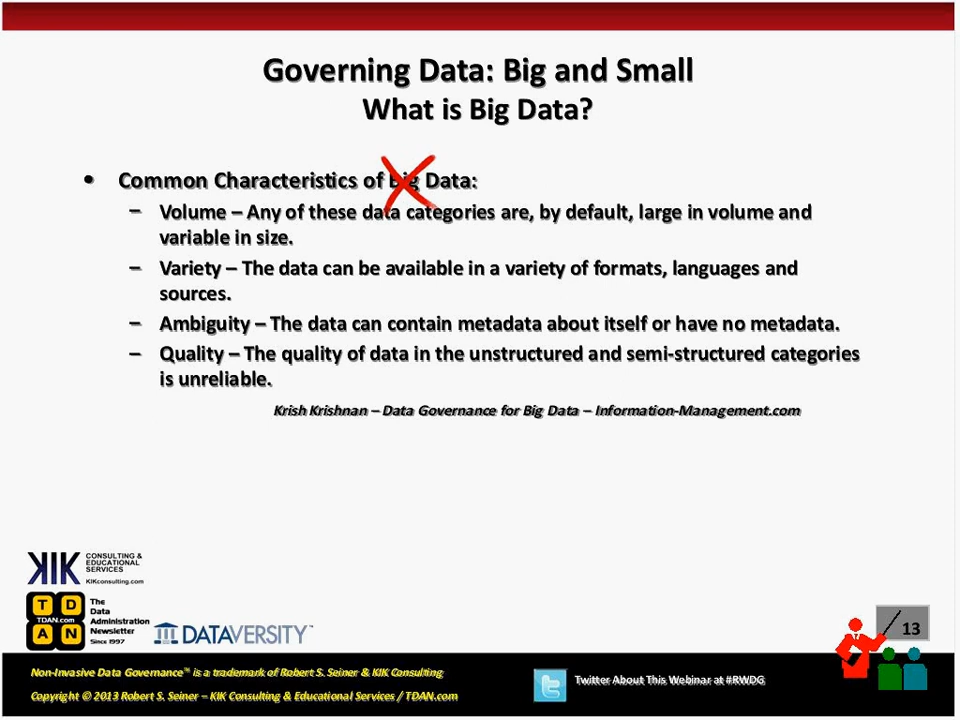 Governing Data: Big and Small
What is Big Data?
• Common Characteristics of Big Data:
– Volume – Any of these data categories are, by default, large in volume and
variable in size.
– Variety – The data can be available in a variety of formats, languages and
sources.
– Ambiguity – The data can contain metadata about itself or have no metadata.
– Quality – The quality of data in the unstructured and semi-structured categories
is unreliable.
Krish Krishnan – Data Governance for Big Data – Information-Management.com
KIK
CONSULTING &
EDUCATIONAL
SERVICES
KIKconsulting.com
T D
TDAN.com
A N
The
Data
Administration
Newsletter
Since 1997
DATAVERSITY™
13
Non-Invasive Data Governance™ is a trademark of Robert S. Seiner & KIK Consulting
Copyright © 2013 Robert S. Seiner – KIK Consulting & Educational Services / TDAN.com
Twitter About This Webinar at #RWDG